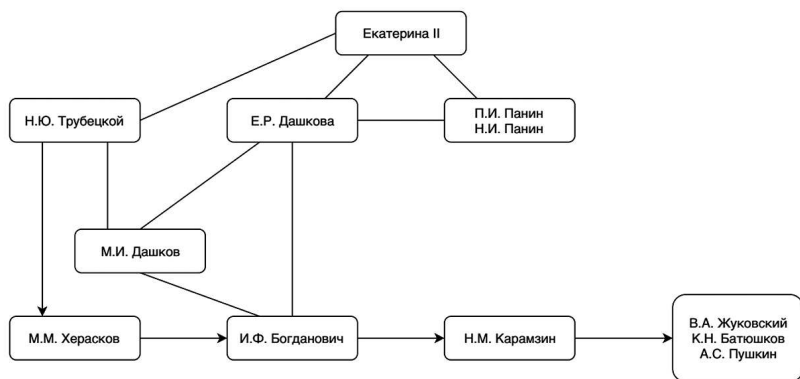 Екатерина II
Н.Ю. Трубецкой
Е.Р. Дашкова
П.И. Панин
Н.И. Панин
М.И. Дашков
М.М. Херасков
И.Ф. Богданович
Н.М. Карамзин
В.А. Жуковский
К.Н. Батюшков
А.С. Пушкин